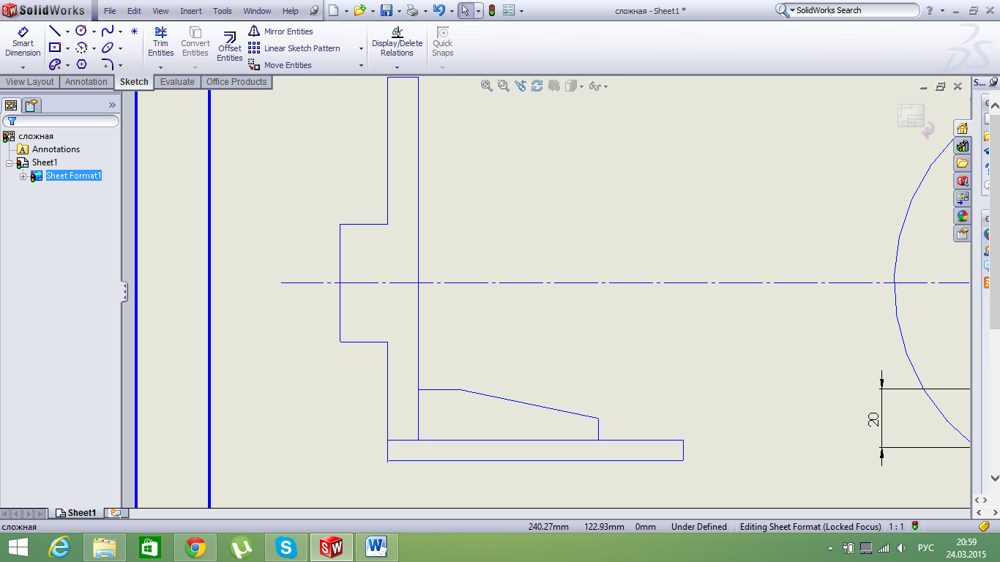 SolidWorks File Edit View Insert Tools Window Help сложная - Sheet1 * SolidWorks Search ?
Smart Dimension
Trim Entities
Convert Entities
Offset Entities
Mirror Entities
Linear Sketch Pattern
Move Entities
Display/Delete Relations
Quick Snaps
View Layout Annotation Sketch Evaluate Office Products
S...
сложная
A Annotations
Sheet1
Sheet Format1
20
Sheet1
сложная 240.27mm 122.93mm 0mm Under Defined Editing Sheet Format (Locked Focus) 1 : 1
РУС
20:59
24.03.2015